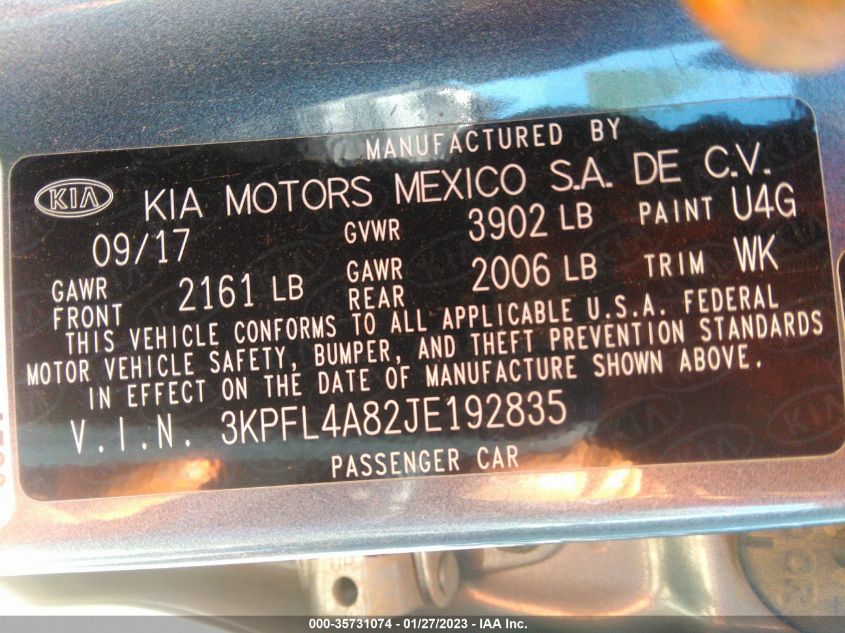 MANUFACTURED BY
KIA KIA MOTORS MEXICO S.A. DE C.V.
09/17 GVWR 3902 LB PAINT U4G
GAWR FRONT 2161 LB GAWR REAR 2006 LB TRIM WK
THIS VEHICLE CONFORMS TO ALL APPLICABLE U.S.A. FEDERAL
MOTOR VEHICLE SAFETY, BUMPER, AND THEFT PREVENTION STANDARDS
IN EFFECT ON THE DATE OF MANUFACTURE SHOWN ABOVE.
V.I.N. 3KPFL4A82JE192835
PASSENGER CAR
000-35731074 / 01/27/2023 - IAA Inc.